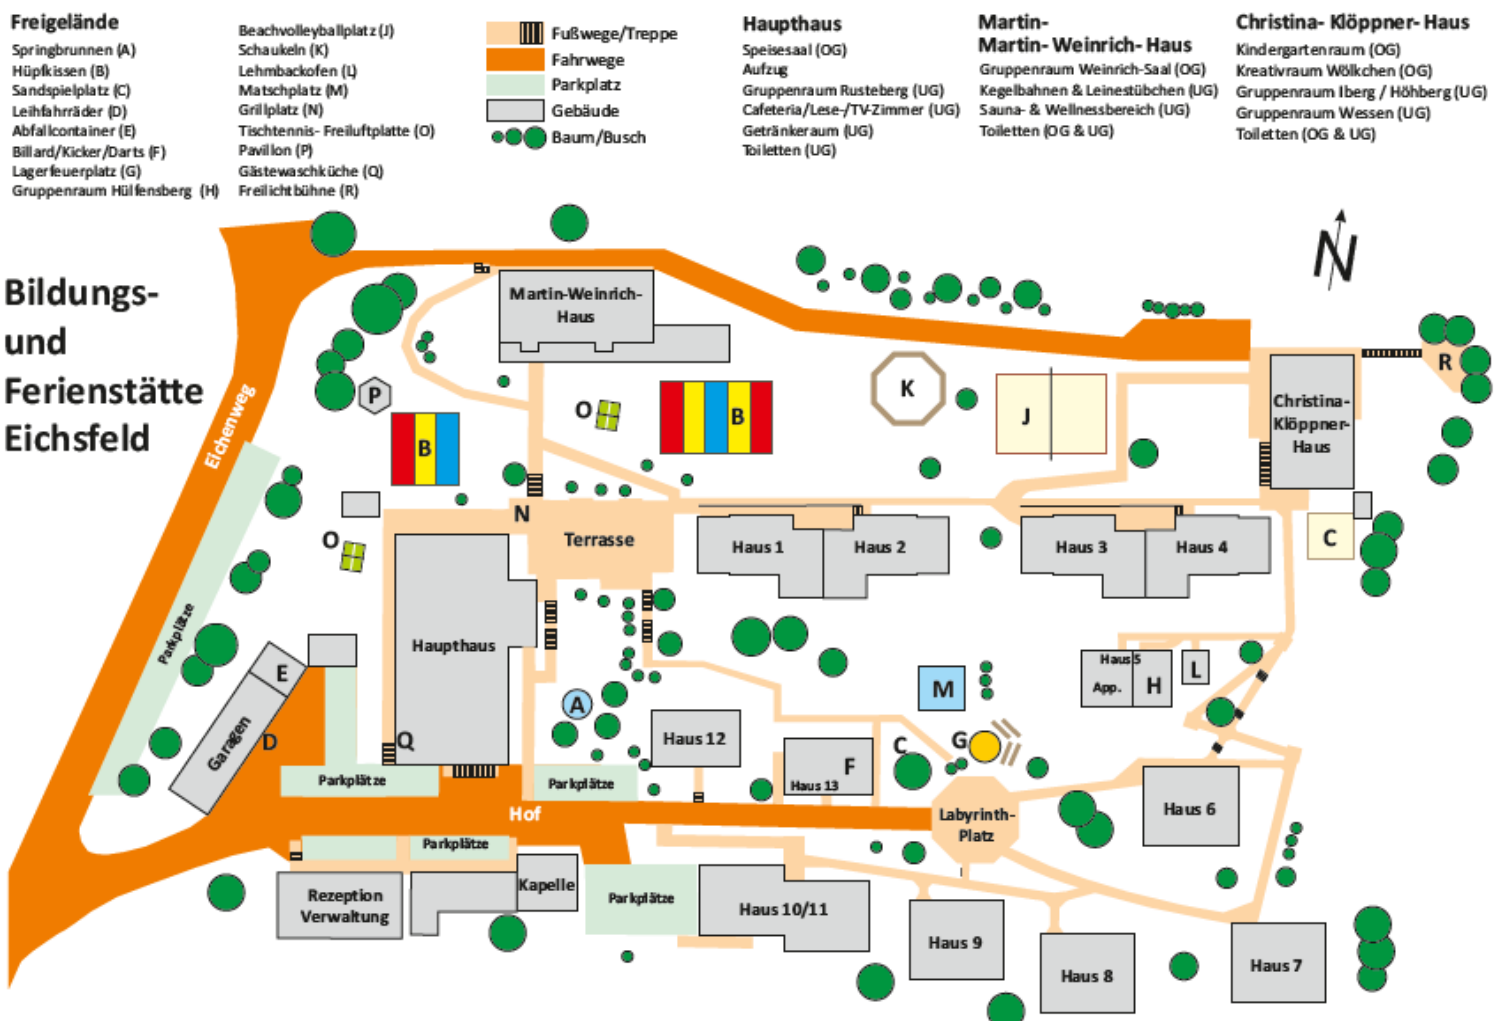 Freigelände
Springbrunnen (A)
Hüpfkissen (B)
Sandspielplatz (C)
Leihfahrräder (D)
Abfallcontainer (E)
Billard/Kicker/Darts (F)
Lagerfeuerplatz (G)
Gruppenraum Hülfensberg (H)
Beachvolleyballplatz (J)
Schaukeln (K)
Lehmbackofen (L)
Matschplatz (M)
Grillplatz (N)
Tischtennis- Freiluftplatte (O)
Pavillon (P)
Gästewaschküche (Q)
Freilichtbühne (R)
Fußwege/Treppe
Fahrwege
Parkplatz
Gebäude
Baum/Busch
Haupthaus
Speisesaal (OG)
Aufzug
Gruppenraum Rusteberg (UG)
Cafeteria/Lese-/TV-Zimmer (UG)
Getränkeraum (UG)
Toiletten (UG)
Martin-
Martin- Weinrich- Haus
Gruppenraum Weinrich-Saal (OG)
Kegelbahnen & Leinestübchen (UG)
Sauna- & Wellnessbereich (UG)
Toiletten (OG & UG)
Christina- Klöppner- Haus
Kindergartenraum (OG)
Kreativraum Wölkchen (OG)
Gruppenraum Iberg / Höhberg (UG)
Gruppenraum Wessen (UG)
Toiletten (OG & UG)
N
Bildungs-
und
Ferienstätte
Eichsfeld
Martin-Weinrich-
Haus
P
B
O
B
K
J
Christina-
Klöppner-
Haus
R
Eichenweg
N
Terrasse
O
Haus 1
Haus 2
Haus 3
Haus 4
C
Parkplätze
Haupthaus
E
Garagen
D
Q
A
M
Haus 5
App.
H
L
Haus 12
F
Haus 13
C
G
Parkplätze
Parkplätze
Hof
Labyrinth-
Platz
Haus 6
Parkplätze
Rezeption
Verwaltung
Kapelle
Parkplätze
Haus 10/11
Haus 9
Haus 8
Haus 7